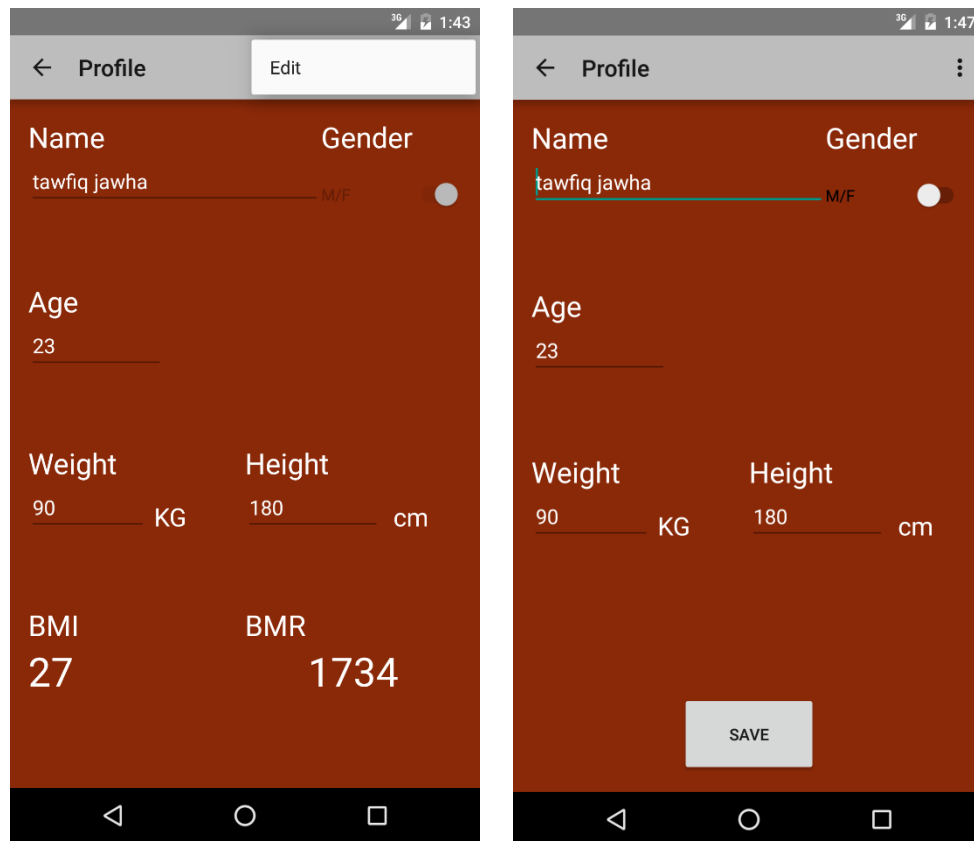 3G 1:43
Profile Edit
Name Gender
tawfiq jawha M/F
Age
23
Weight Height
90 KG 180 cm
BMI BMR
27 1734
3G 1:47
Profile
Name Gender
tawfiq jawha M/F
Age
23
Weight Height
90 KG 180 cm
SAVE